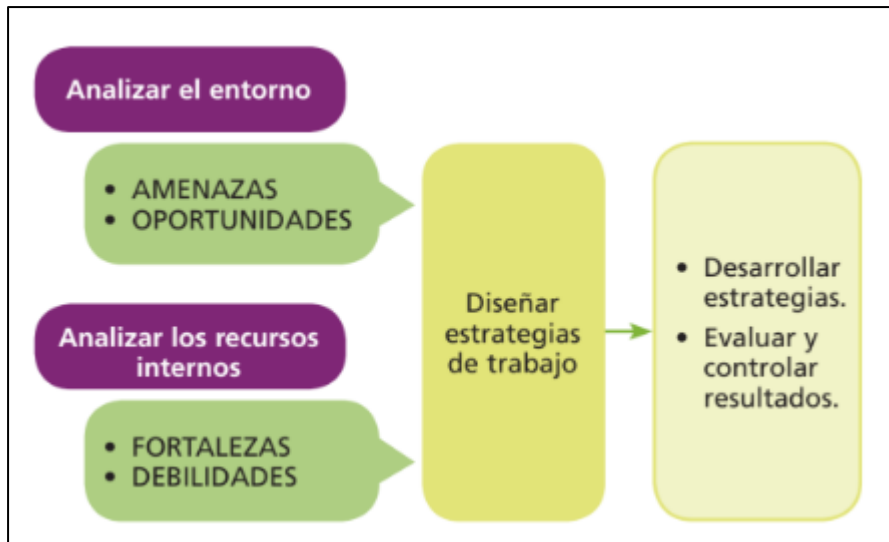 Analizar el entorno
• AMENAZAS
• OPORTUNIDADES
Analizar los recursos
internos
• FORTALEZAS
• DEBILIDADES
Diseñar
estrategias
de trabajo
• Desarrollar
estrategias.
• Evaluar y
controlar
resultados.